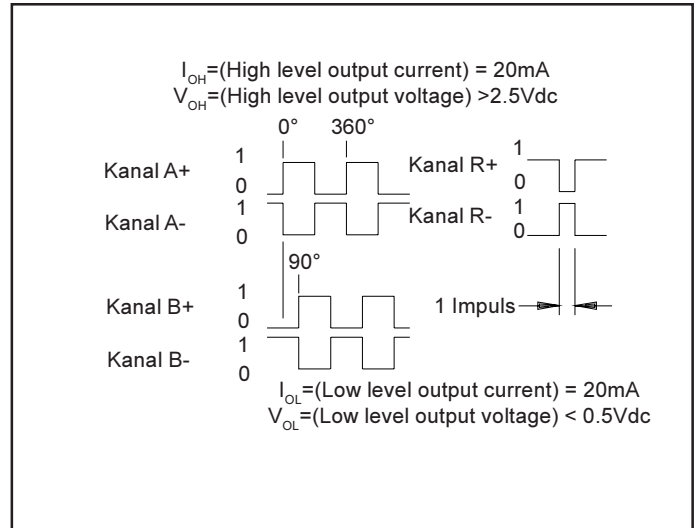 I_OH=(High level output current) = 20mA
V_OH=(High level output voltage) >2.5Vdc
0° 360°
Kanal A+ 1 0
Kanal A- 1 0
Kanal R+ 1 0
Kanal R- 1 0
90°
Kanal B+ 1 0
Kanal B- 1 0
1 Impuls
I_OL=(Low level output current) = 20mA
V_OL=(Low level output voltage) < 0.5Vdc